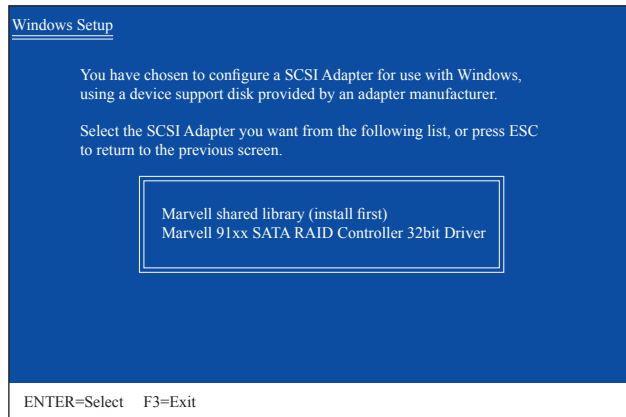 Windows Setup
You have chosen to configure a SCSI Adapter for use with Windows,
using a device support disk provided by an adapter manufacturer.
Select the SCSI Adapter you want from the following list, or press ESC
to return to the previous screen.
Marvell shared library (install first)
Marvell 91xx SATA RAID Controller 32bit Driver
ENTER=Select F3=Exit